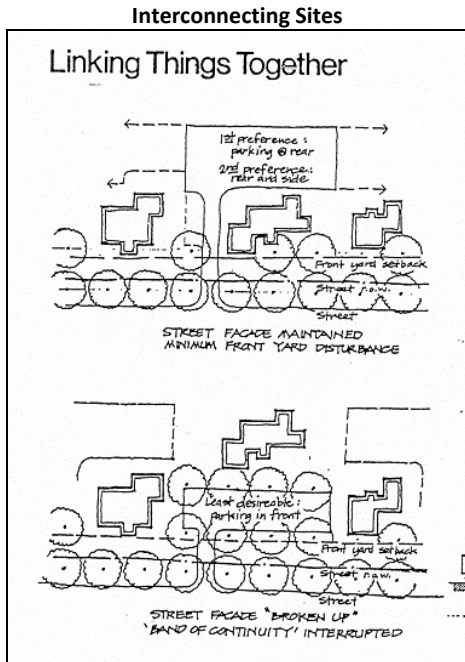 Interconnecting Sites
Linking Things Together
1st preference :
parking @ rear
2nd preference :
rear and side
Front yard setback
Street r.o.w.
Street
STREET FACADE MAINTAINED
MINIMUM FRONT YARD DISTURBANCE
Least desireable :
parking in front
Front yard setback
Street r.o.w.
Street
STREET FACADE "BROKEN UP"
'BAND OF CONTINUITY' INTERRUPTED